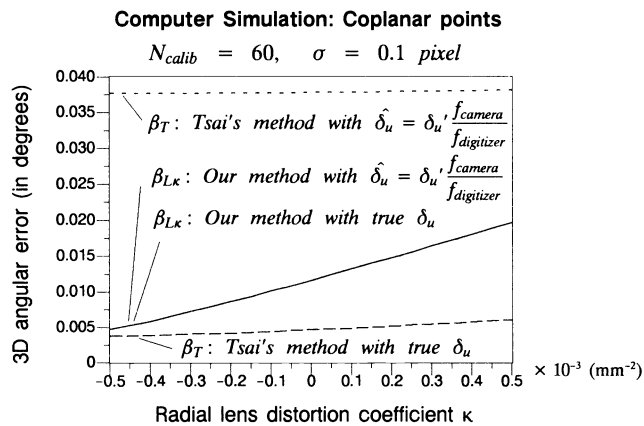 Computer Simulation: Coplanar points
N_calib = 60, σ = 0.1 pixel
3D angular error (in degrees)
0.040
0.035
0.030
0.025
0.020
0.015
0.010
0.005
0
β_T: Tsai's method with δ̂_u = δ_u' f_camera / f_digitizer
β_Lκ: Our method with δ̂_u = δ_u' f_camera / f_digitizer
β_Lκ: Our method with true δ_u
β_T: Tsai's method with true δ_u
-0.5 -0.4 -0.3 -0.2 -0.1 0 0.1 0.2 0.3 0.4 0.5 × 10⁻³ (mm⁻²)
Radial lens distortion coefficient κ